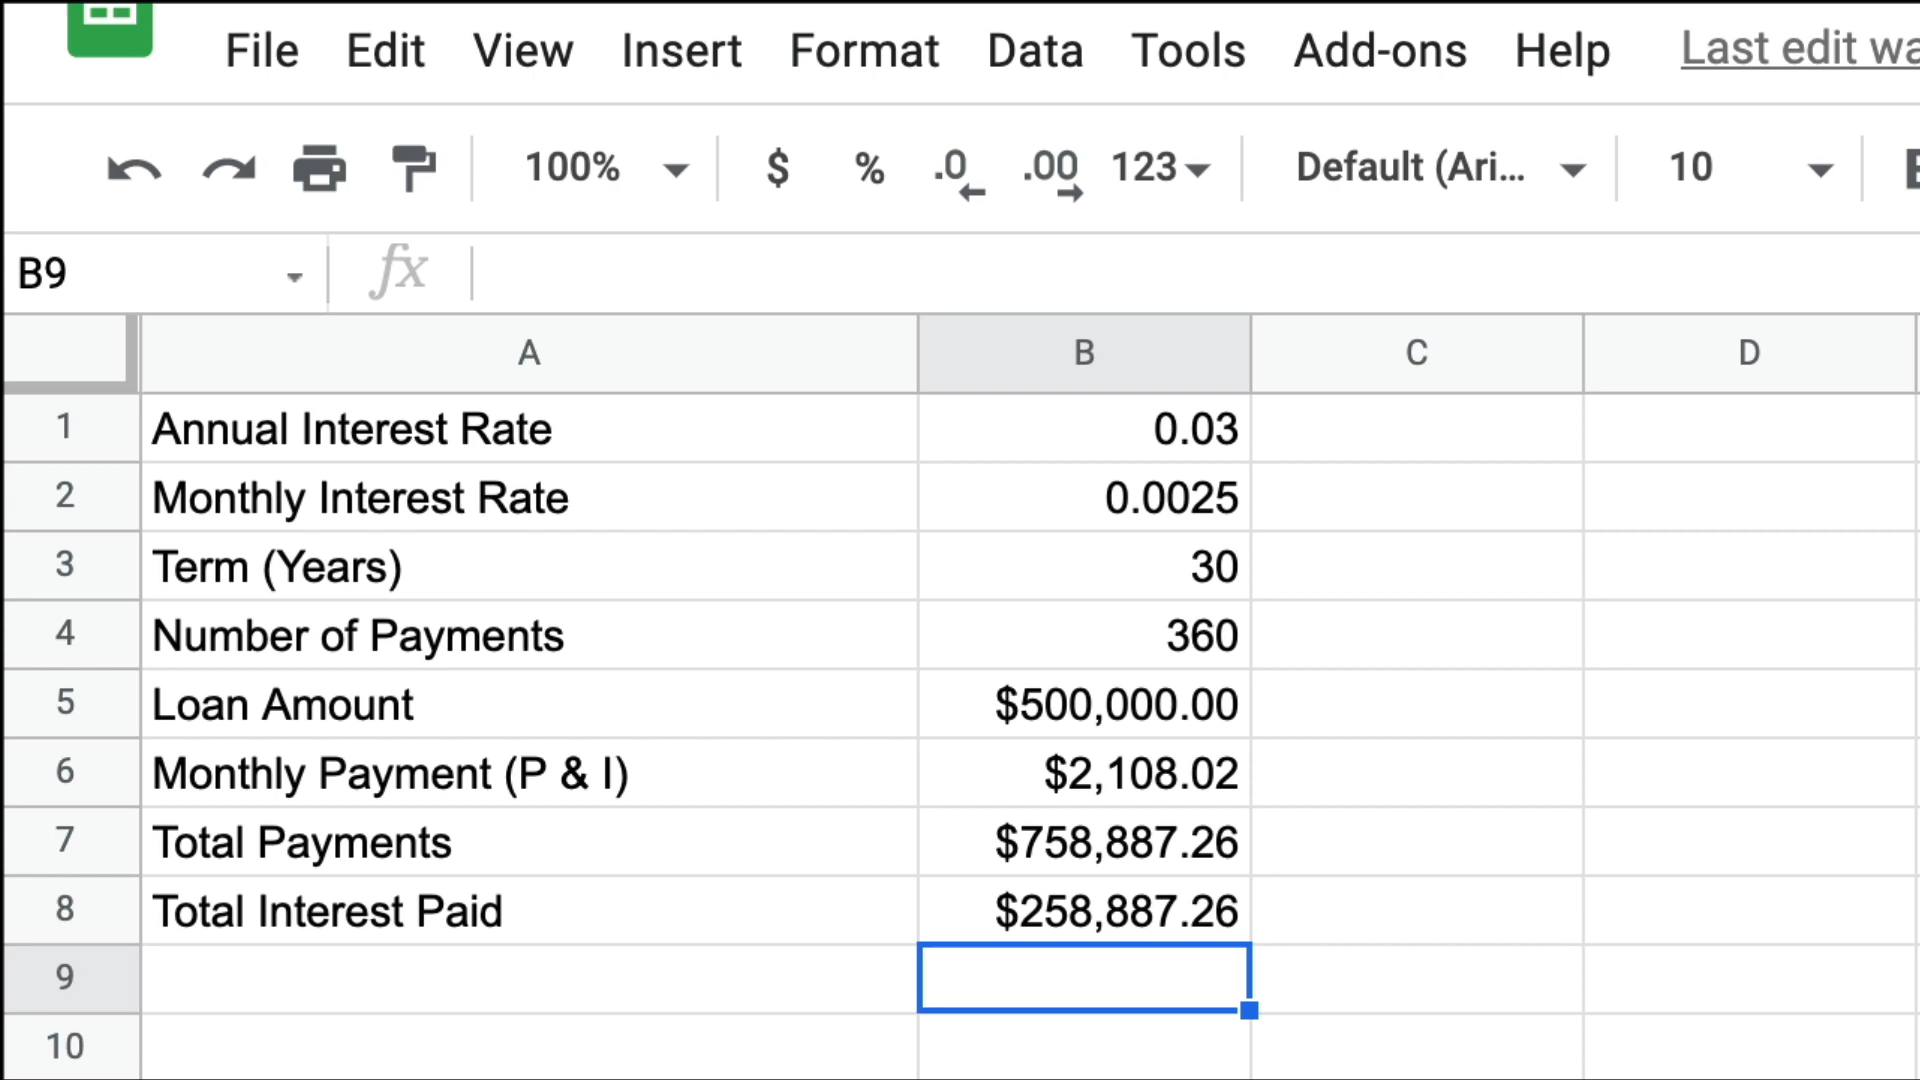 File Edit View Insert Format Data Tools Add-ons Help Last edit wa
100% $ % .0 .00 123 Default (Ari... 10
B9 fx
A B C D
1 Annual Interest Rate 0.03
2 Monthly Interest Rate 0.0025
3 Term (Years) 30
4 Number of Payments 360
5 Loan Amount $500,000.00
6 Monthly Payment (P & I) $2,108.02
7 Total Payments $758,887.26
8 Total Interest Paid $258,887.26
9
10